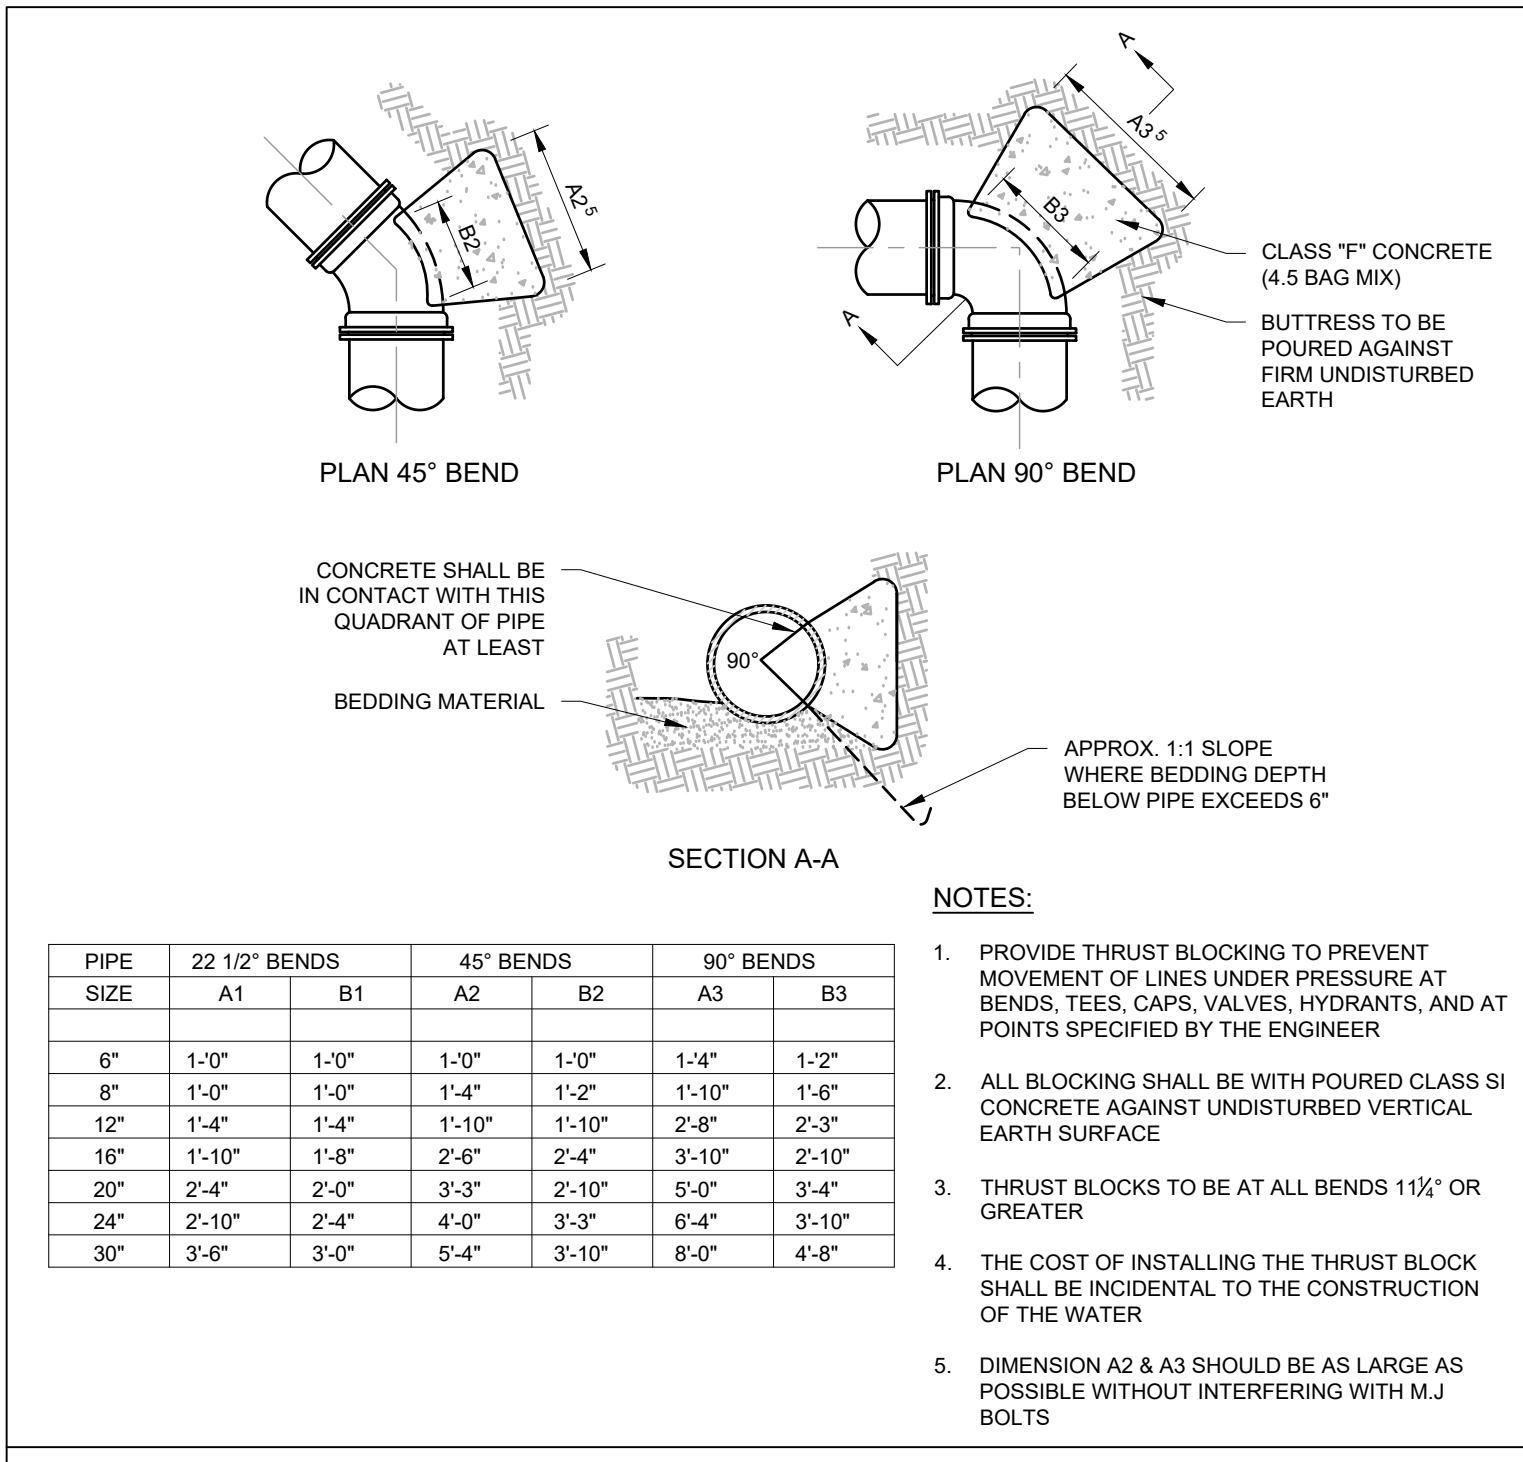 A
A3 5
A2 5
B2
B3
A
CLASS "F" CONCRETE
(4.5 BAG MIX)
BUTTRESS TO BE
POURED AGAINST
FIRM UNDISTURBED
EARTH
PLAN 45° BEND
PLAN 90° BEND
CONCRETE SHALL BE
IN CONTACT WITH THIS
QUADRANT OF PIPE
AT LEAST
90°
BEDDING MATERIAL
APPROX. 1:1 SLOPE
WHERE BEDDING DEPTH
BELOW PIPE EXCEEDS 6"
SECTION A-A
PIPE 22 1/2° BENDS 45° BENDS 90° BENDS
SIZE A1 B1 A2 B2 A3 B3
6" 1-'0" 1-'0" 1-'0" 1-'0" 1-'4" 1-'2"
8" 1'-0" 1'-0" 1'-4" 1'-2" 1'-10" 1'-6"
12" 1'-4" 1'-4" 1'-10" 1'-10" 2'-8" 2'-3"
16" 1'-10" 1'-8" 2'-6" 2'-4" 3'-10" 2'-10"
20" 2'-4" 2'-0" 3'-3" 2'-10" 5'-0" 3'-4"
24" 2'-10" 2'-4" 4'-0" 3'-3" 6'-4" 3'-10"
30" 3'-6" 3'-0" 5'-4" 3'-10" 8'-0" 4'-8"
NOTES:
1. PROVIDE THRUST BLOCKING TO PREVENT
MOVEMENT OF LINES UNDER PRESSURE AT
BENDS, TEES, CAPS, VALVES, HYDRANTS, AND AT
POINTS SPECIFIED BY THE ENGINEER
2. ALL BLOCKING SHALL BE WITH POURED CLASS SI
CONCRETE AGAINST UNDISTURBED VERTICAL
EARTH SURFACE
3. THRUST BLOCKS TO BE AT ALL BENDS 11¼° OR
GREATER
4. THE COST OF INSTALLING THE THRUST BLOCK
SHALL BE INCIDENTAL TO THE CONSTRUCTION
OF THE WATER
5. DIMENSION A2 & A3 SHOULD BE AS LARGE AS
POSSIBLE WITHOUT INTERFERING WITH M.J
BOLTS